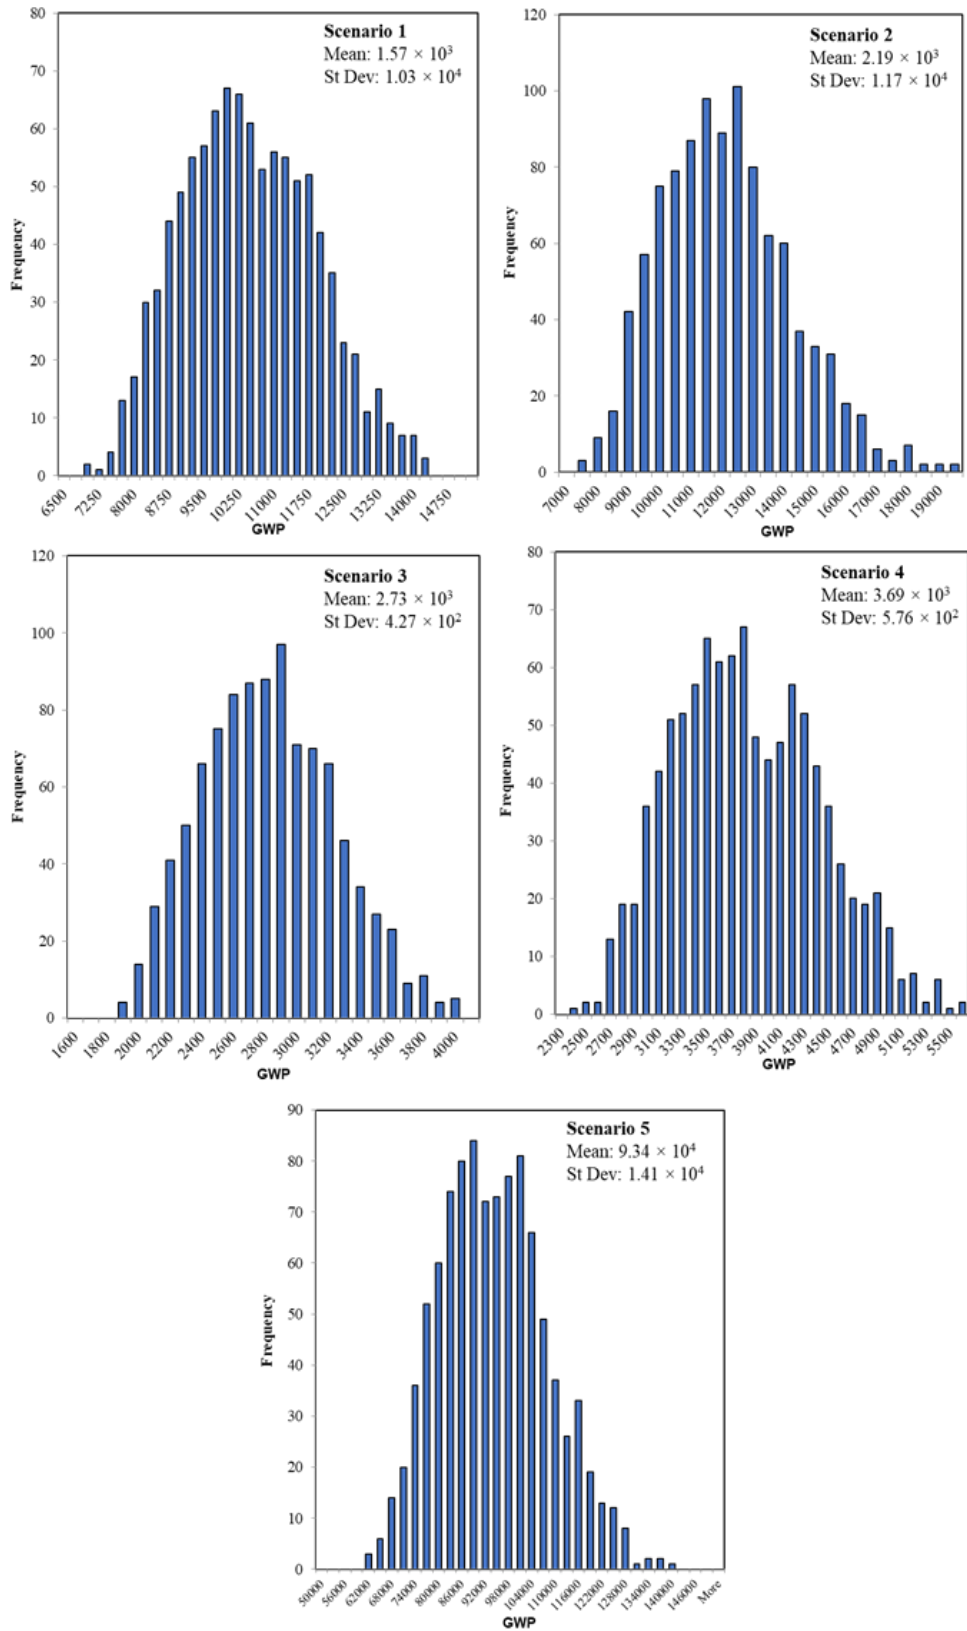 Scenario 1
Mean: 1.57 × 10³
St Dev: 1.03 × 10⁴
80
70
60
50
40
30
20
10
0
Frequency
6500 7250 8000 8750 9500 10250 11000 11750 12500 13250 14000 14750
GWP
Scenario 2
Mean: 2.19 × 10³
St Dev: 1.17 × 10⁴
120
100
80
60
40
20
0
Frequency
7000 8000 9000 10000 11000 12000 13000 14000 15000 16000 17000 18000 19000
GWP
Scenario 3
Mean: 2.73 × 10³
St Dev: 4.27 × 10²
120
100
80
60
40
20
0
Frequency
1600 1800 2000 2200 2400 2600 2800 3000 3200 3400 3600 3800 4000
GWP
Scenario 4
Mean: 3.69 × 10³
St Dev: 5.76 × 10²
80
70
60
50
40
30
20
10
0
Frequency
2300 2500 2700 2900 3100 3300 3500 3700 3900 4100 4300 4500 4700 4900 5100 5300 5500
GWP
Scenario 5
Mean: 9.34 × 10⁴
St Dev: 1.41 × 10⁴
90
80
70
60
50
40
30
20
10
0
Frequency
50000 56000 62000 68000 74000 80000 86000 92000 98000 104000 110000 116000 122000 128000 134000 140000 146000 More
GWP